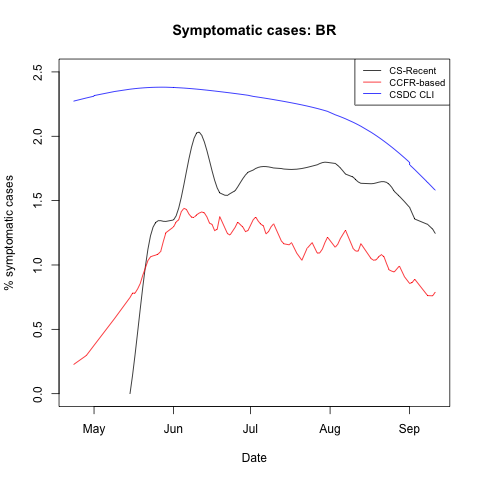 Symptomatic cases: BR
CS-Recent
CCFR-based
CSDC CLI
% symptomatic cases
2.5
2.0
1.5
1.0
0.5
0.0
May Jun Jul Aug Sep
Date